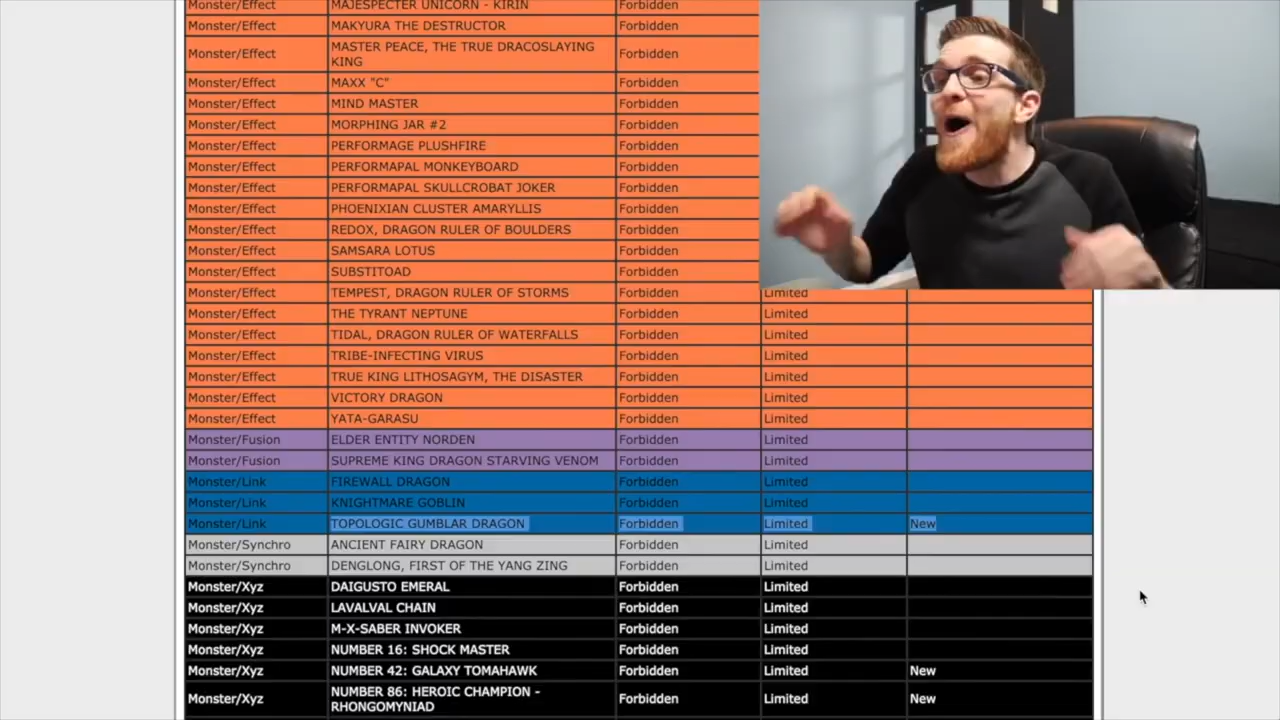 Monster/Effect MAJESPECTER UNICORN - KIRIN Forbidden
Monster/Effect MAKYURA THE DESTRUCTOR Forbidden
Monster/Effect MASTER PEACE, THE TRUE DRACOSLAYING KING Forbidden
Monster/Effect MAXX "C" Forbidden
Monster/Effect MIND MASTER Forbidden
Monster/Effect MORPHING JAR #2 Forbidden
Monster/Effect PERFORMAGE PLUSHFIRE Forbidden
Monster/Effect PERFORMAPAL MONKEYBOARD Forbidden
Monster/Effect PERFORMAPAL SKULLCROBAT JOKER Forbidden
Monster/Effect PHOENIXIAN CLUSTER AMARYLLIS Forbidden
Monster/Effect REDOX, DRAGON RULER OF BOULDERS Forbidden
Monster/Effect SAMSARA LOTUS Forbidden
Monster/Effect SUBSTITOAD Forbidden
Monster/Effect TEMPEST, DRAGON RULER OF STORMS Forbidden Limited
Monster/Effect THE TYRANT NEPTUNE Forbidden Limited
Monster/Effect TIDAL, DRAGON RULER OF WATERFALLS Forbidden Limited
Monster/Effect TRIBE-INFECTING VIRUS Forbidden Limited
Monster/Effect TRUE KING LITHOSAGYM, THE DISASTER Forbidden Limited
Monster/Effect VICTORY DRAGON Forbidden Limited
Monster/Effect YATA-GARASU Forbidden Limited
Monster/Fusion ELDER ENTITY NORDEN Forbidden Limited
Monster/Fusion SUPREME KING DRAGON STARVING VENOM Forbidden Limited
Monster/Link FIREWALL DRAGON Forbidden Limited
Monster/Link KNIGHTMARE GOBLIN Forbidden Limited
Monster/Link TOPOLOGIC GUMBLAR DRAGON Forbidden Limited New
Monster/Synchro ANCIENT FAIRY DRAGON Forbidden Limited
Monster/Synchro DENGLONG, FIRST OF THE YANG ZING Forbidden Limited
Monster/Xyz DAIGUSTO EMERAL Forbidden Limited
Monster/Xyz LAVALVAL CHAIN Forbidden Limited
Monster/Xyz M-X-SABER INVOKER Forbidden Limited
Monster/Xyz NUMBER 16: SHOCK MASTER Forbidden Limited
Monster/Xyz NUMBER 42: GALAXY TOMAHAWK Forbidden Limited New
Monster/Xyz NUMBER 86: HEROIC CHAMPION - RHONGOMYNIAD Forbidden Limited New